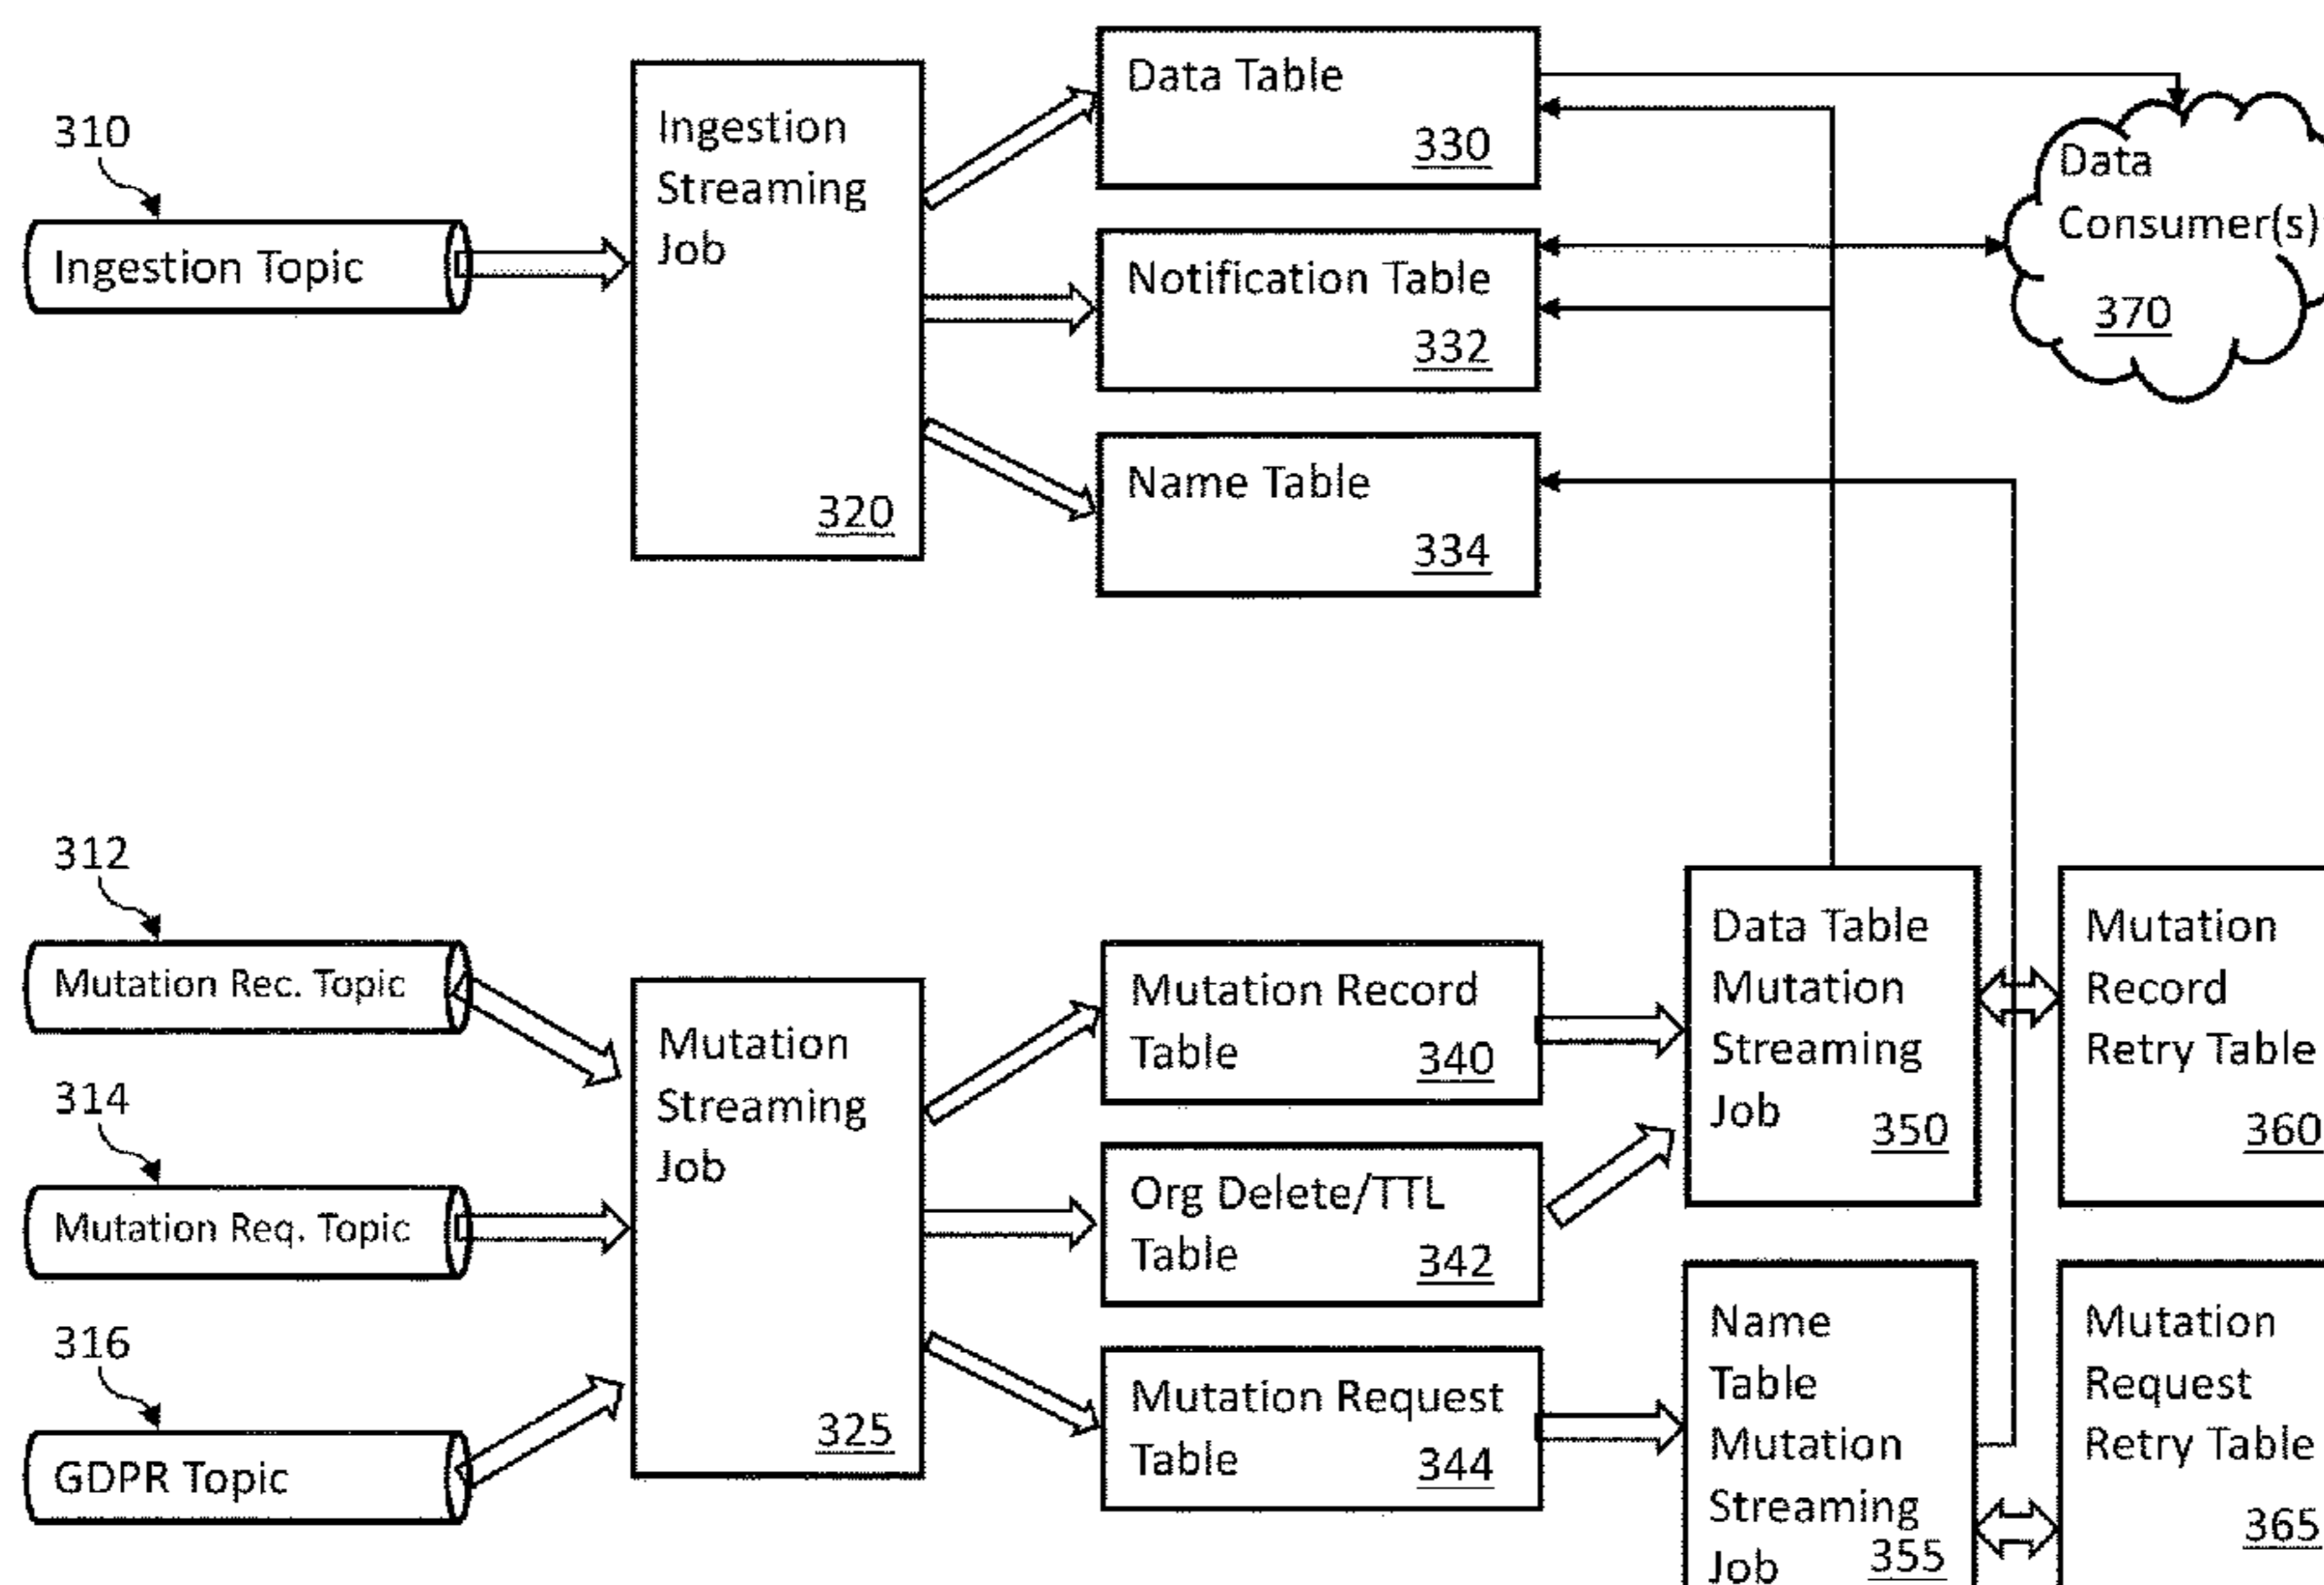 310
Ingestion Topic
Ingestion
Streaming
Job
320
Data Table
330
Notification Table
332
Name Table
334
Data
Consumer(s)
370
312
Mutation Rec. Topic
314
Mutation Req. Topic
316
GDPR Topic
Mutation
Streaming
Job
325
Mutation Record
Table 340
Org Delete/TTL
Table 342
Mutation Request
Table 344
Data Table
Mutation
Streaming
Job 350
Mutation
Record
Retry Table
360
Name
Table
Mutation
Streaming
Job 355
Mutation
Request
Retry Table
365